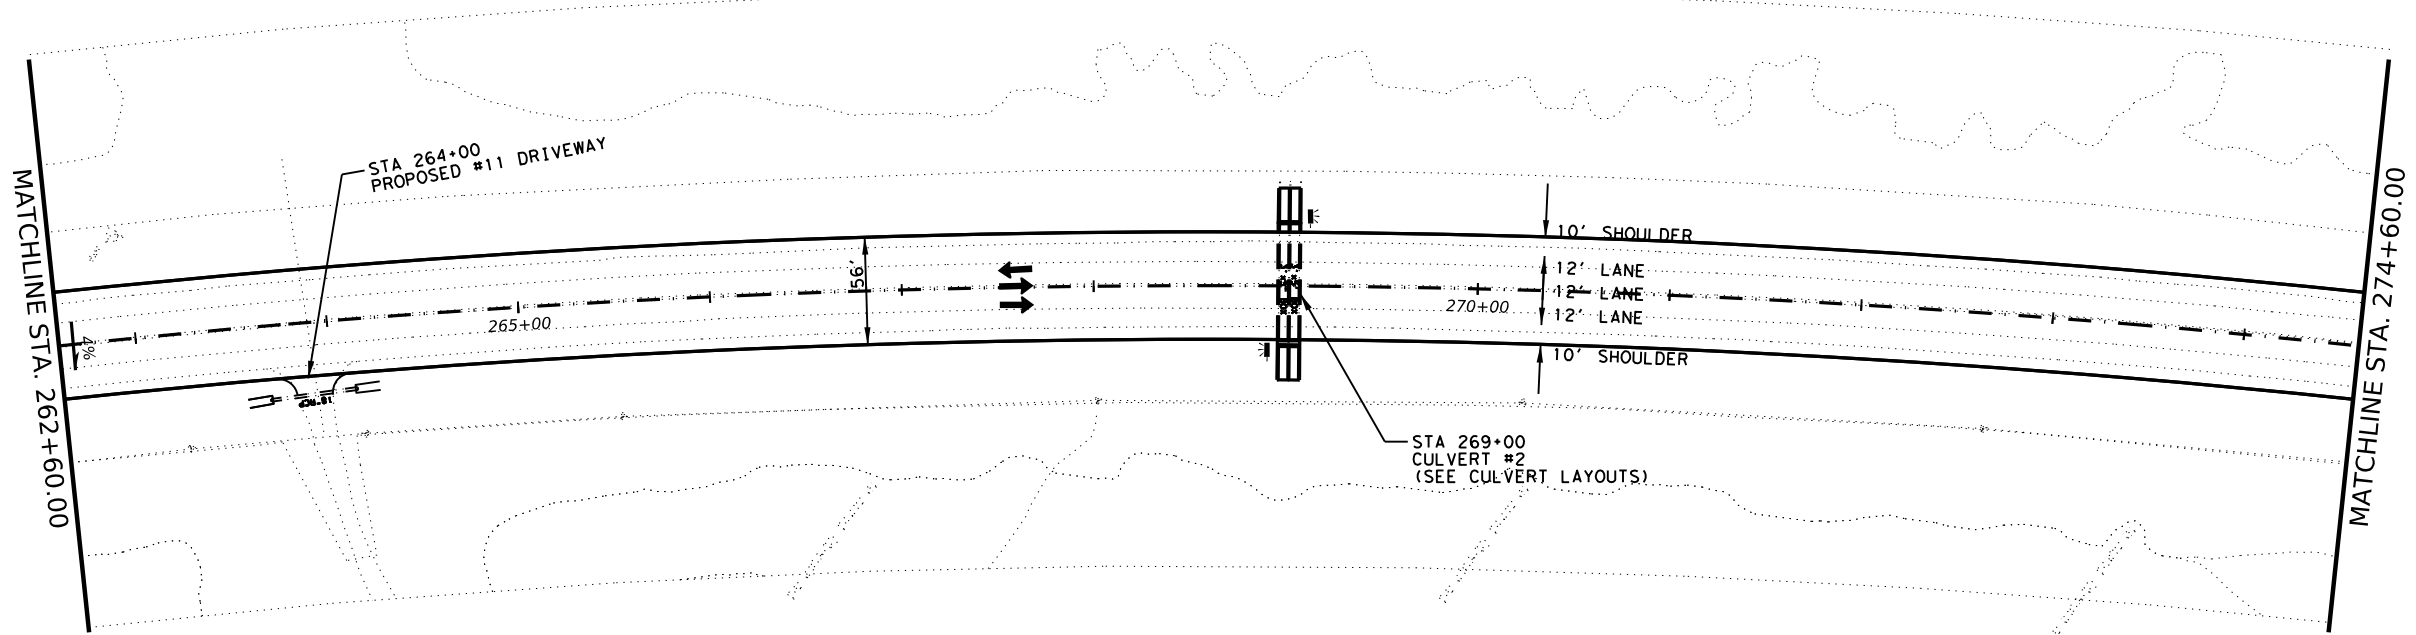 MATCHLINE STA. 262+60.00
4%
STA 264+00
PROPOSED #11 DRIVEWAY
18"RCP
265+00
56'
10' SHOULDER
12' LANE
12' LANE
12' LANE
10' SHOULDER
270+00
STA 269+00
CULVERT #2
(SEE CULVERT LAYOUTS)
MATCHLINE STA. 274+60.00